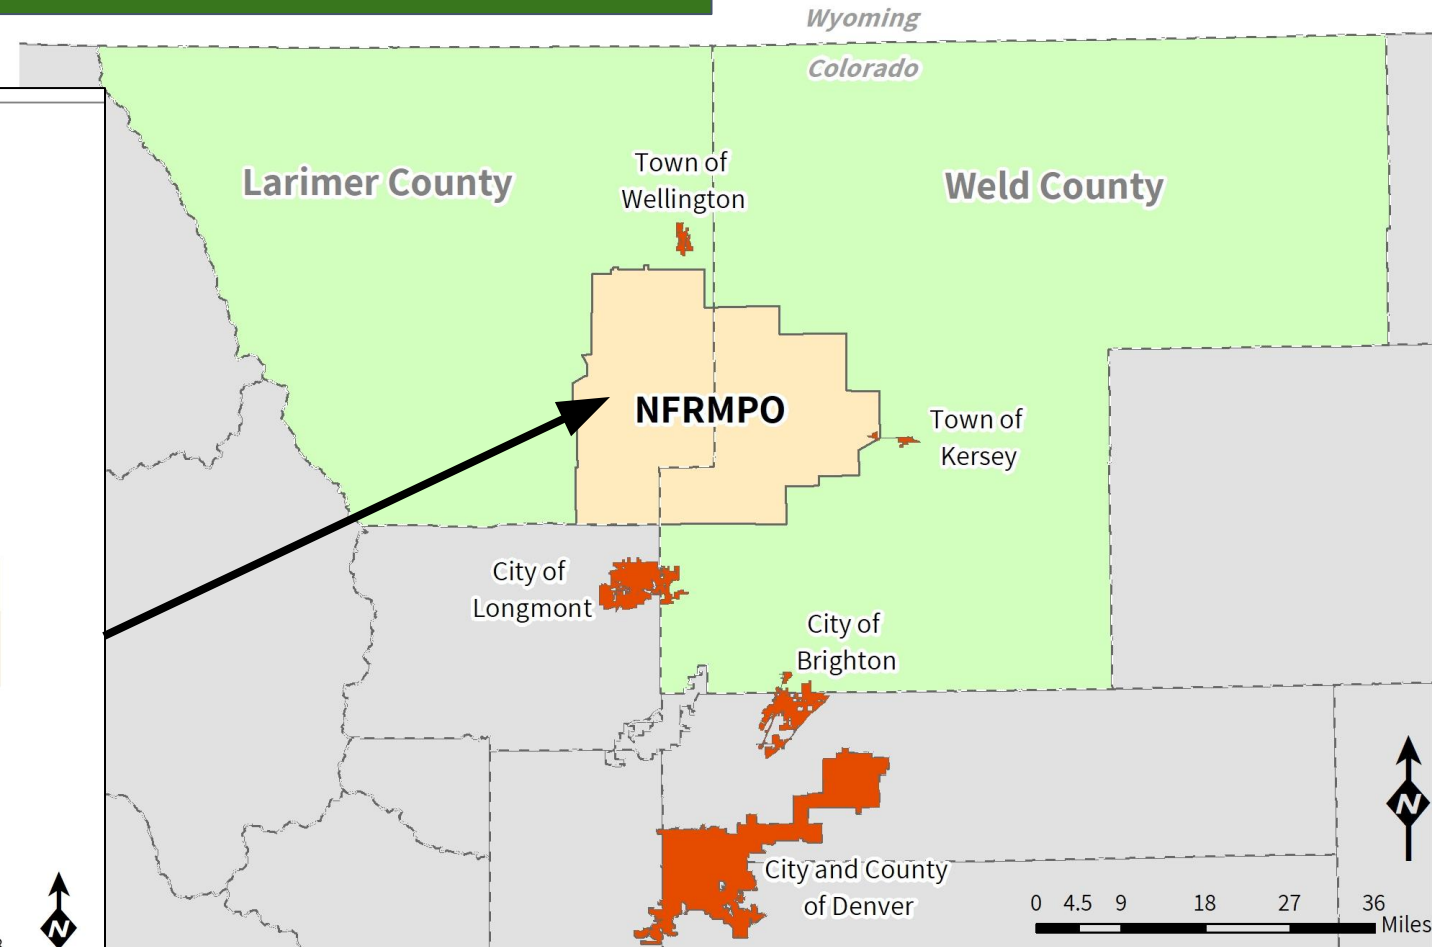 Wyoming
Colorado
Larimer County
Town of
Wellington
Weld County
NFRMPO
Town of
Kersey
City of
Longmont
City of
Brighton
City and County
of Denver
N
N
0 4.5 9 18 27 36
Miles